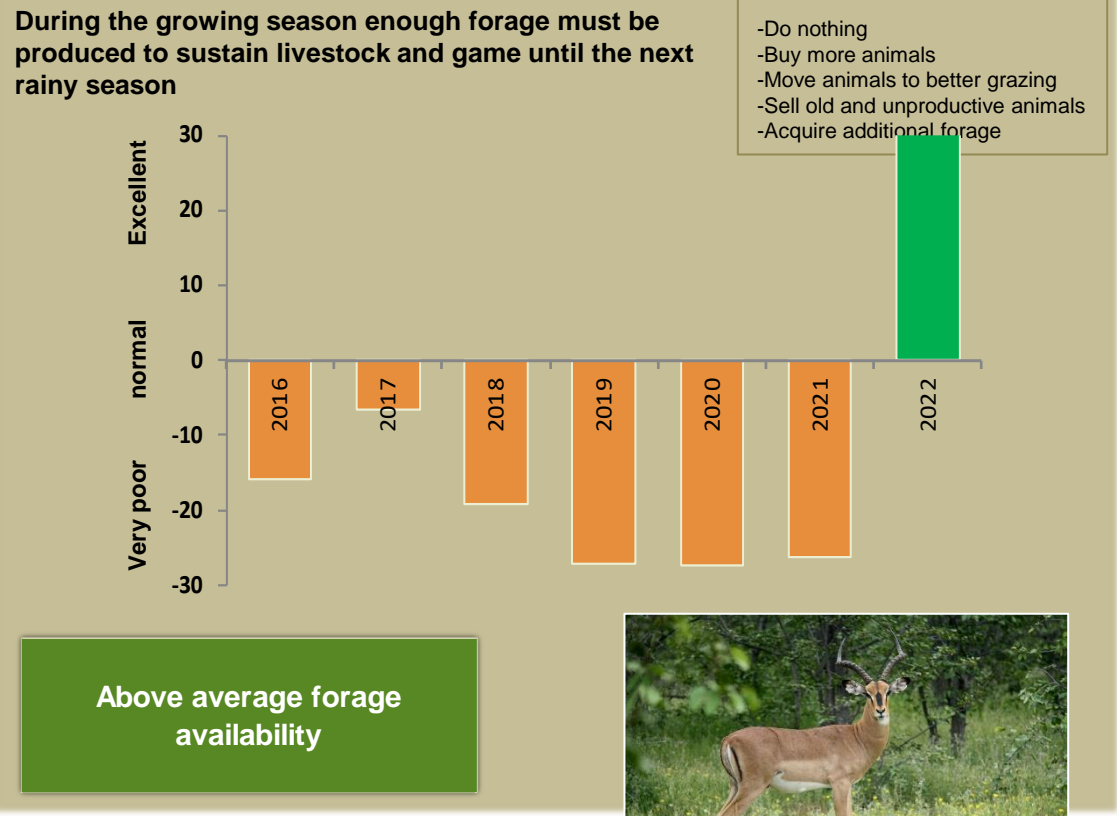 During the growing season enough forage must be
produced to sustain livestock and game until the next
rainy season
-Do nothing
-Buy more animals
-Move animals to better grazing
-Sell old and unproductive animals
-Acquire additional forage
Excellent
normal
Very poor
30
20
10
0
-10
-20
-30
2016
2017
2018
2019
2020
2021
2022
Above average forage
availability